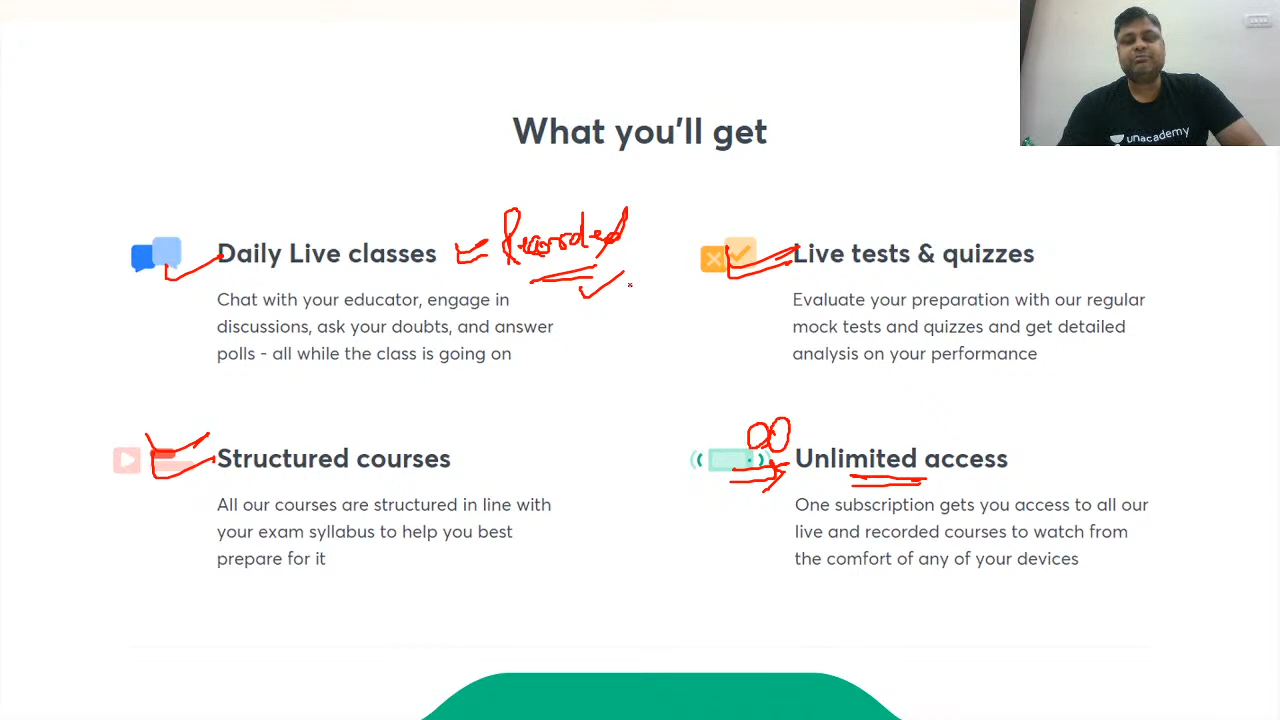 unacademy
What you'll get
Daily Live classes
Recorded
Chat with your educator, engage in
discussions, ask your doubts, and answer
polls - all while the class is going on
Live tests & quizzes
Evaluate your preparation with our regular
mock tests and quizzes and get detailed
analysis on your performance
Structured courses
All our courses are structured in line with
your exam syllabus to help you best
prepare for it
Unlimited access
One subscription gets you access to all our
live and recorded courses to watch from
the comfort of any of your devices